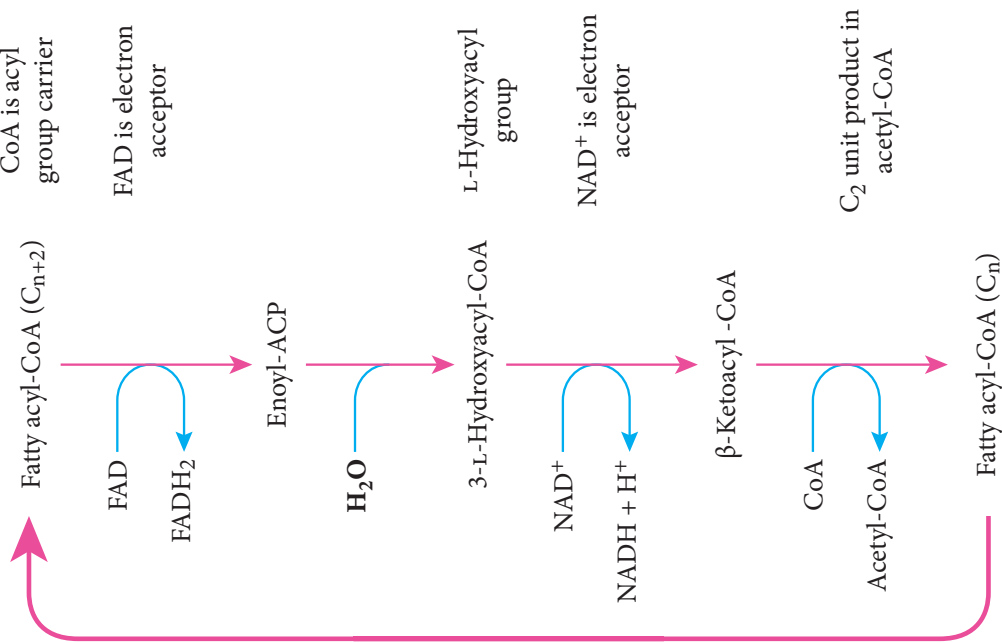 CoA is acyl
group carrier
Fatty acyl-CoA (Cₙ₊₂)
FAD is electron
acceptor
FAD
FADH₂
Enoyl-ACP
H₂O
L-Hydroxyacyl
group
3-L-Hydroxyacyl-CoA
NAD⁺ is electron
acceptor
NAD⁺
NADH + H⁺
β-Ketoacyl -CoA
C₂ unit product in
acetyl-CoA
CoA
Acetyl-CoA
Fatty acyl-CoA (Cₙ)